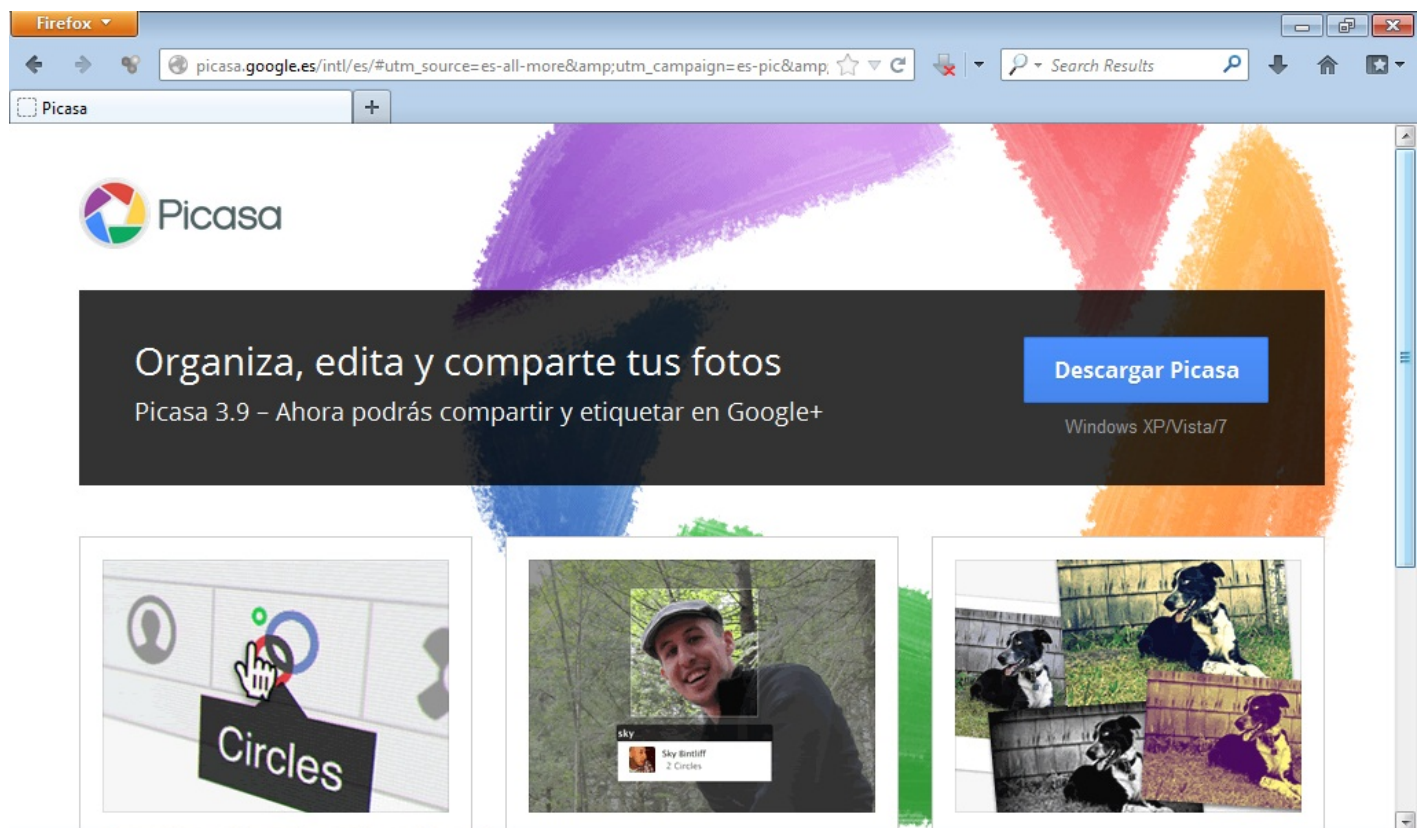 Firefox
picasa.google.es/intl/es/#utm_source=es-all-more&amp;utm_campaign=es-pic&amp;
Search Results
Picasa
Picasa
Organiza, edita y comparte tus fotos
Picasa 3.9 – Ahora podrás compartir y etiquetar en Google+
Descargar Picasa
Windows XP/Vista/7
Circles
sky
Sky Bintliff
2 Circles